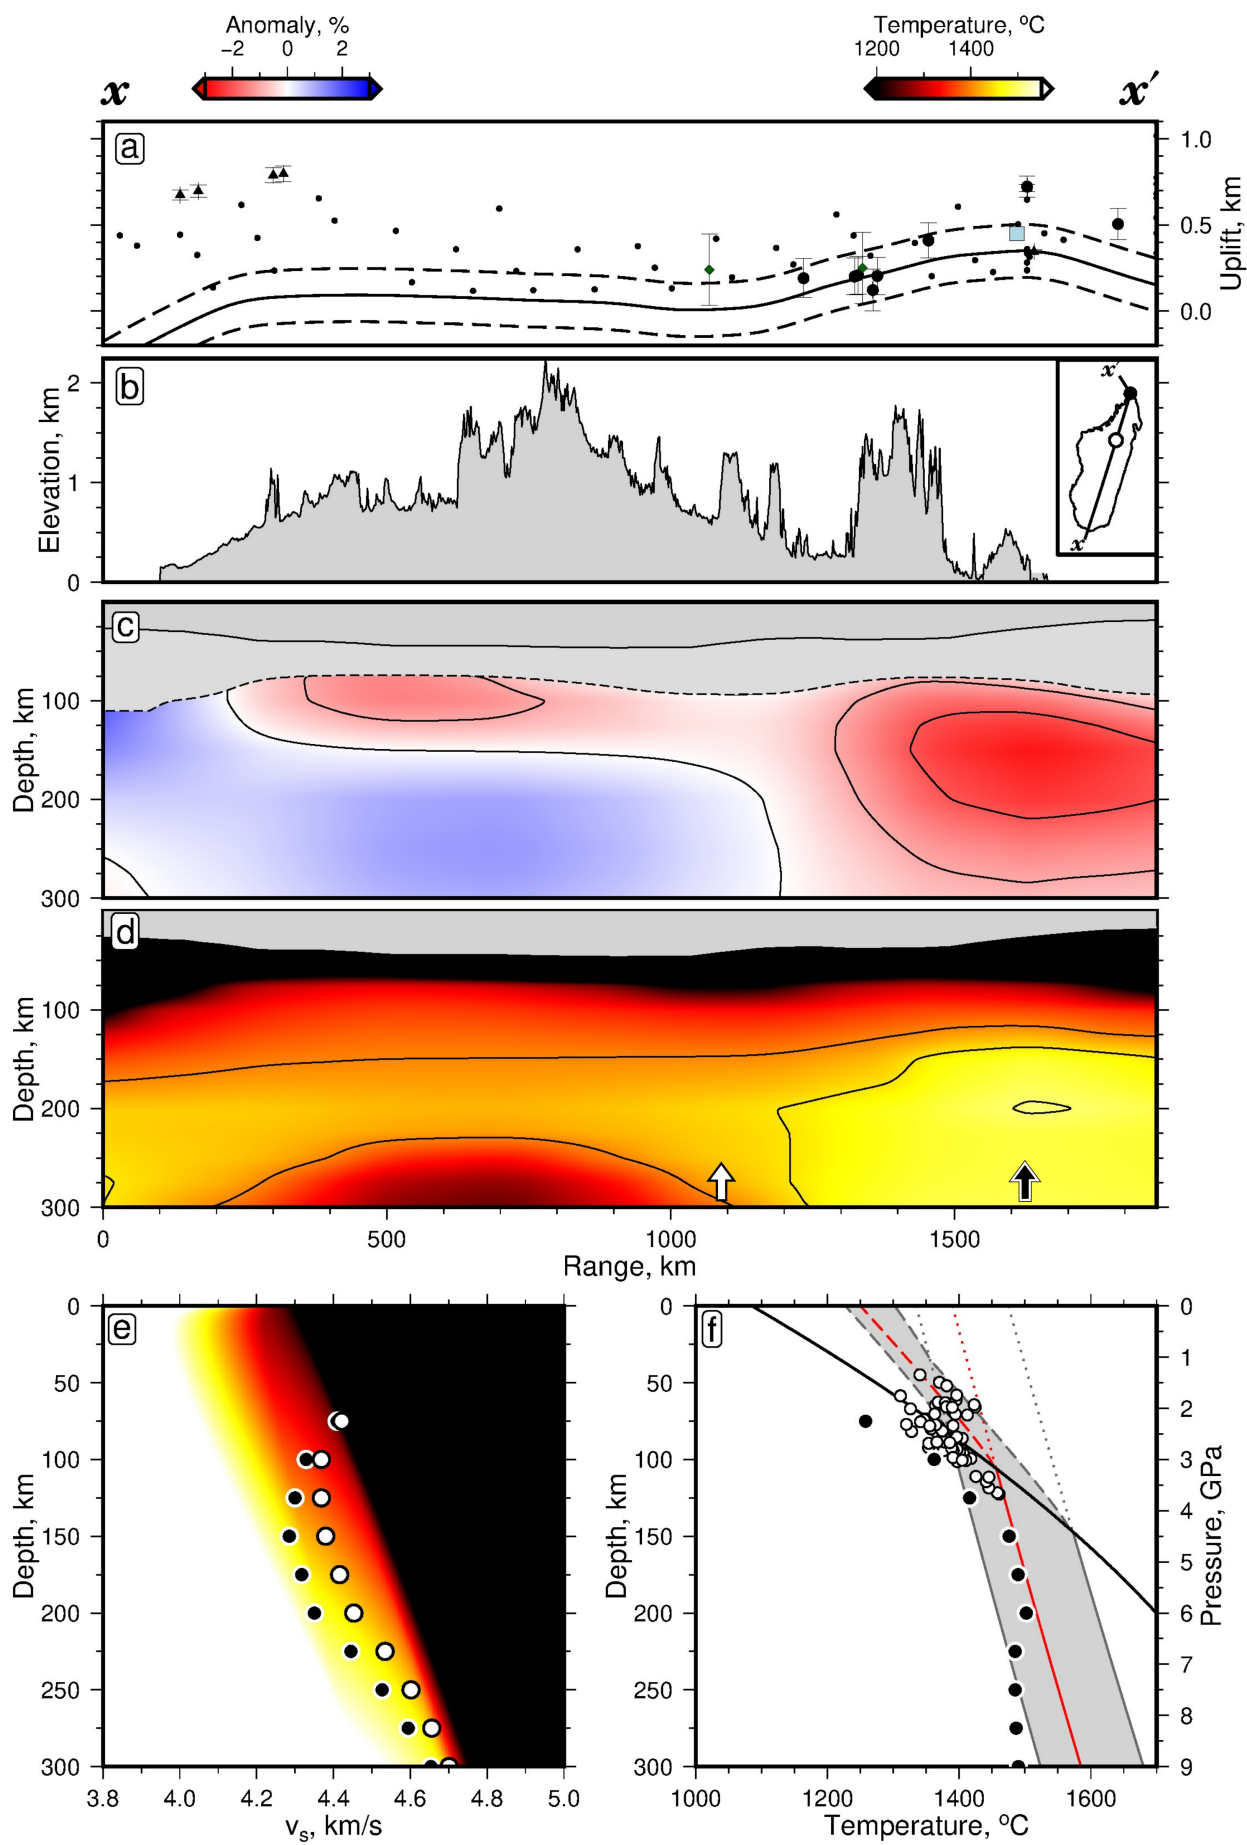 Anomaly, %
−2 0 2
Temperature, °C
1200 1400
x
x′
a
1.0
0.5
0.0
Uplift, km
b
2
1
0
Elevation, km
x′
x
c
100
200
300
Depth, km
d
100
200
300
Depth, km
0 500 1000 1500
Range, km
e
0
50
100
150
200
250
300
Depth, km
3.8 4.0 4.2 4.4 4.6 4.8 5.0
vs, km/s
f
0
50
100
150
200
250
300
Depth, km
0
1
2
3
4
5
6
7
8
9
Pressure, GPa
1000 1200 1400 1600
Temperature, °C